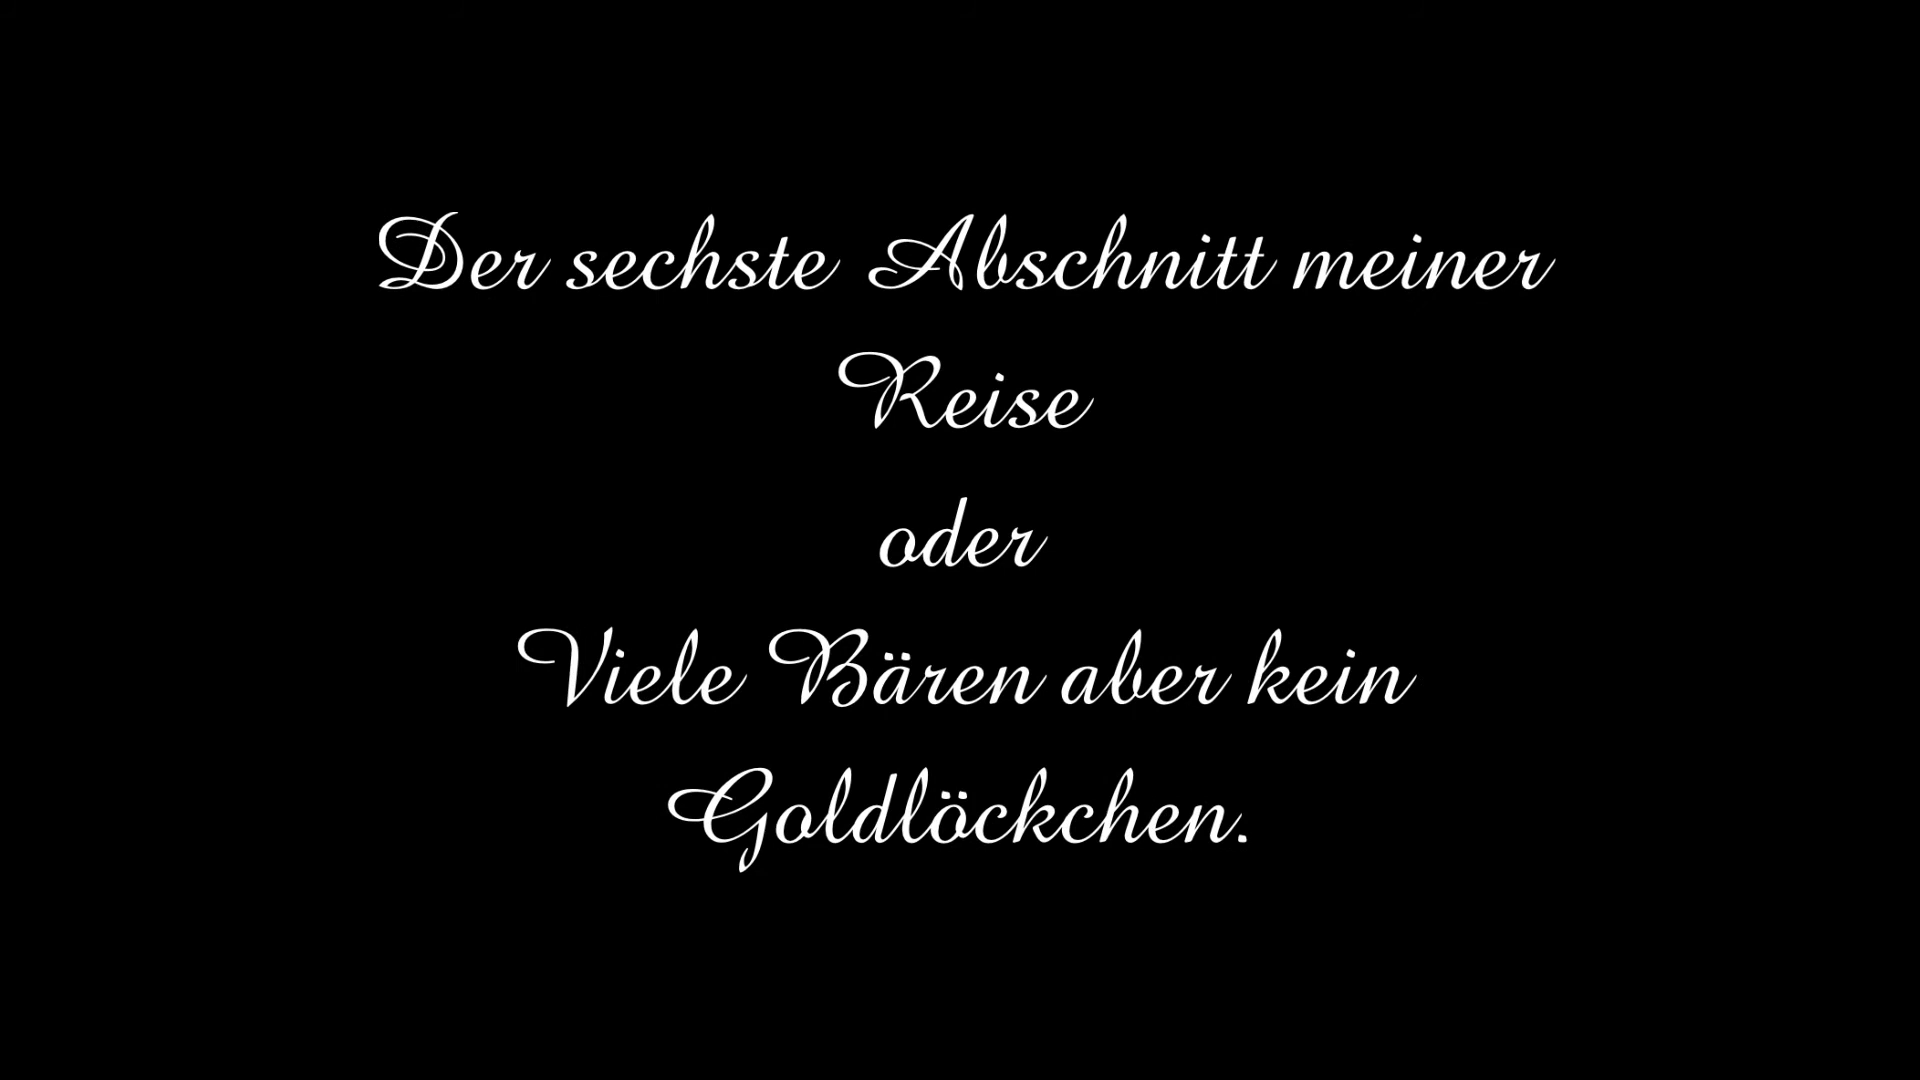 Der sechste Abschnitt meiner
Reise
oder
Viele Bären aber kein
Goldlöckchen.